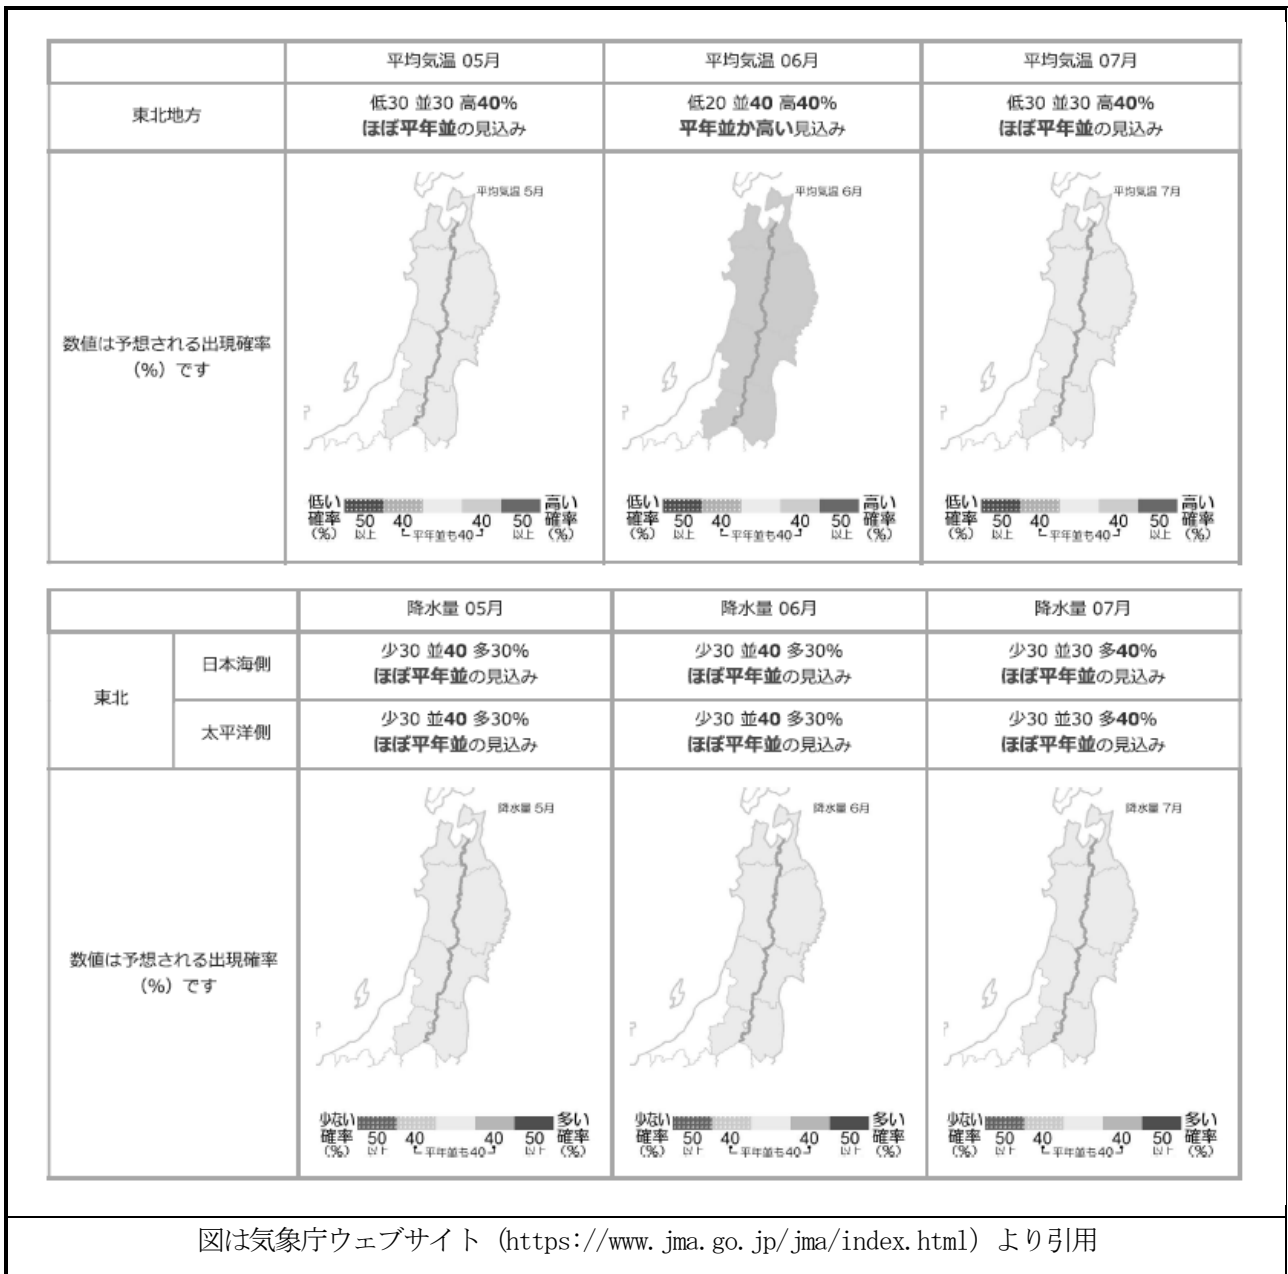 平均気温 05月
平均気温 06月
平均気温 07月
東北地方
低30 並30 高40%
ほぼ平年並の見込み
低20 並40 高40%
平年並か高い見込み
低30 並30 高40%
ほぼ平年並の見込み
数値は予想される出現確率
（%）です
平均気温 5月
平均気温 6月
平均気温 7月
低い 高い
確率 50 40 40 50 確率
(%) 以上 平年並も40 以上 (%)
低い 高い
確率 50 40 40 50 確率
(%) 以上 平年並も40 以上 (%)
低い 高い
確率 50 40 40 50 確率
(%) 以上 平年並も40 以上 (%)
降水量 05月
降水量 06月
降水量 07月
東北
日本海側
少30 並40 多30%
ほぼ平年並の見込み
少30 並40 多30%
ほぼ平年並の見込み
少30 並30 多40%
ほぼ平年並の見込み
太平洋側
少30 並40 多30%
ほぼ平年並の見込み
少30 並40 多30%
ほぼ平年並の見込み
少30 並30 多40%
ほぼ平年並の見込み
数値は予想される出現確率
（%）です
降水量 5月
降水量 6月
降水量 7月
少ない 多い
確率 50 40 40 50 確率
(%) 以上 平年並も40 以上 (%)
少ない 多い
確率 50 40 40 50 確率
(%) 以上 平年並も40 以上 (%)
少ない 多い
確率 50 40 40 50 確率
(%) 以上 平年並も40 以上 (%)
図は気象庁ウェブサイト（https://www.jma.go.jp/jma/index.html）より引用